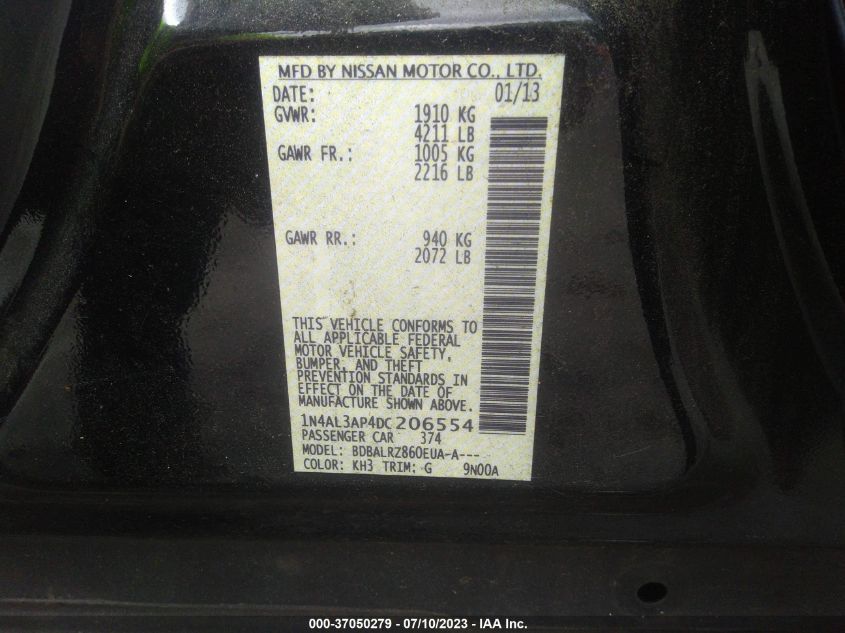 MFD BY NISSAN MOTOR CO., LTD.
DATE: 01/13
GVWR: 1910 KG
4211 LB
GAWR FR.: 1005 KG
2216 LB
GAWR RR.: 940 KG
2072 LB
THIS VEHICLE CONFORMS TO
ALL APPLICABLE FEDERAL
MOTOR VEHICLE SAFETY,
BUMPER, AND THEFT
PREVENTION STANDARDS IN
EFFECT ON THE DATE OF
MANUFACTURE SHOWN ABOVE.
1N4AL3AP4DC206554
PASSENGER CAR 374
MODEL: BDBALRZ860EUA-A---
COLOR: KH3 TRIM: G 9N00A
000-37050279 - 07/10/2023 - IAA Inc.